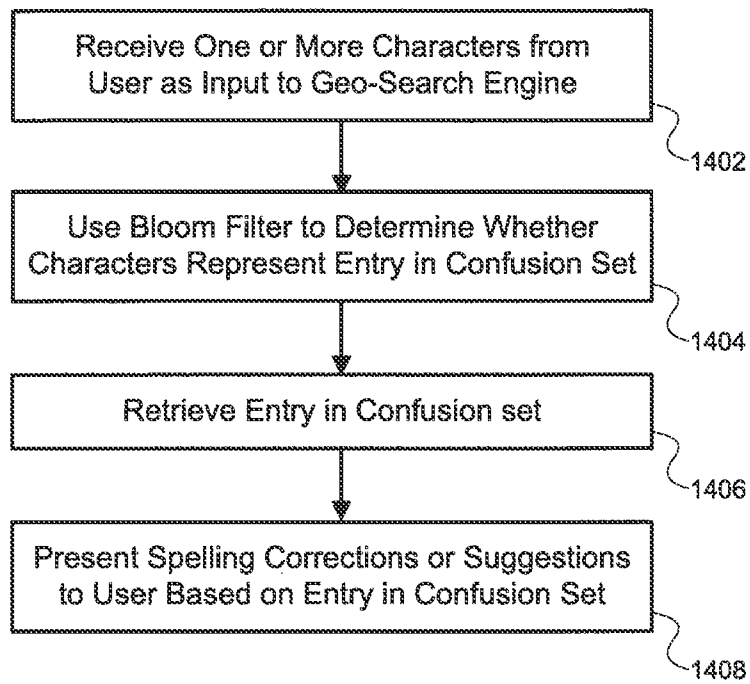 Receive One or More Characters from
User as Input to Geo-Search Engine
1402
Use Bloom Filter to Determine Whether
Characters Represent Entry in Confusion Set
1404
Retrieve Entry in Confusion set
1406
Present Spelling Corrections or Suggestions
to User Based on Entry in Confusion Set
1408